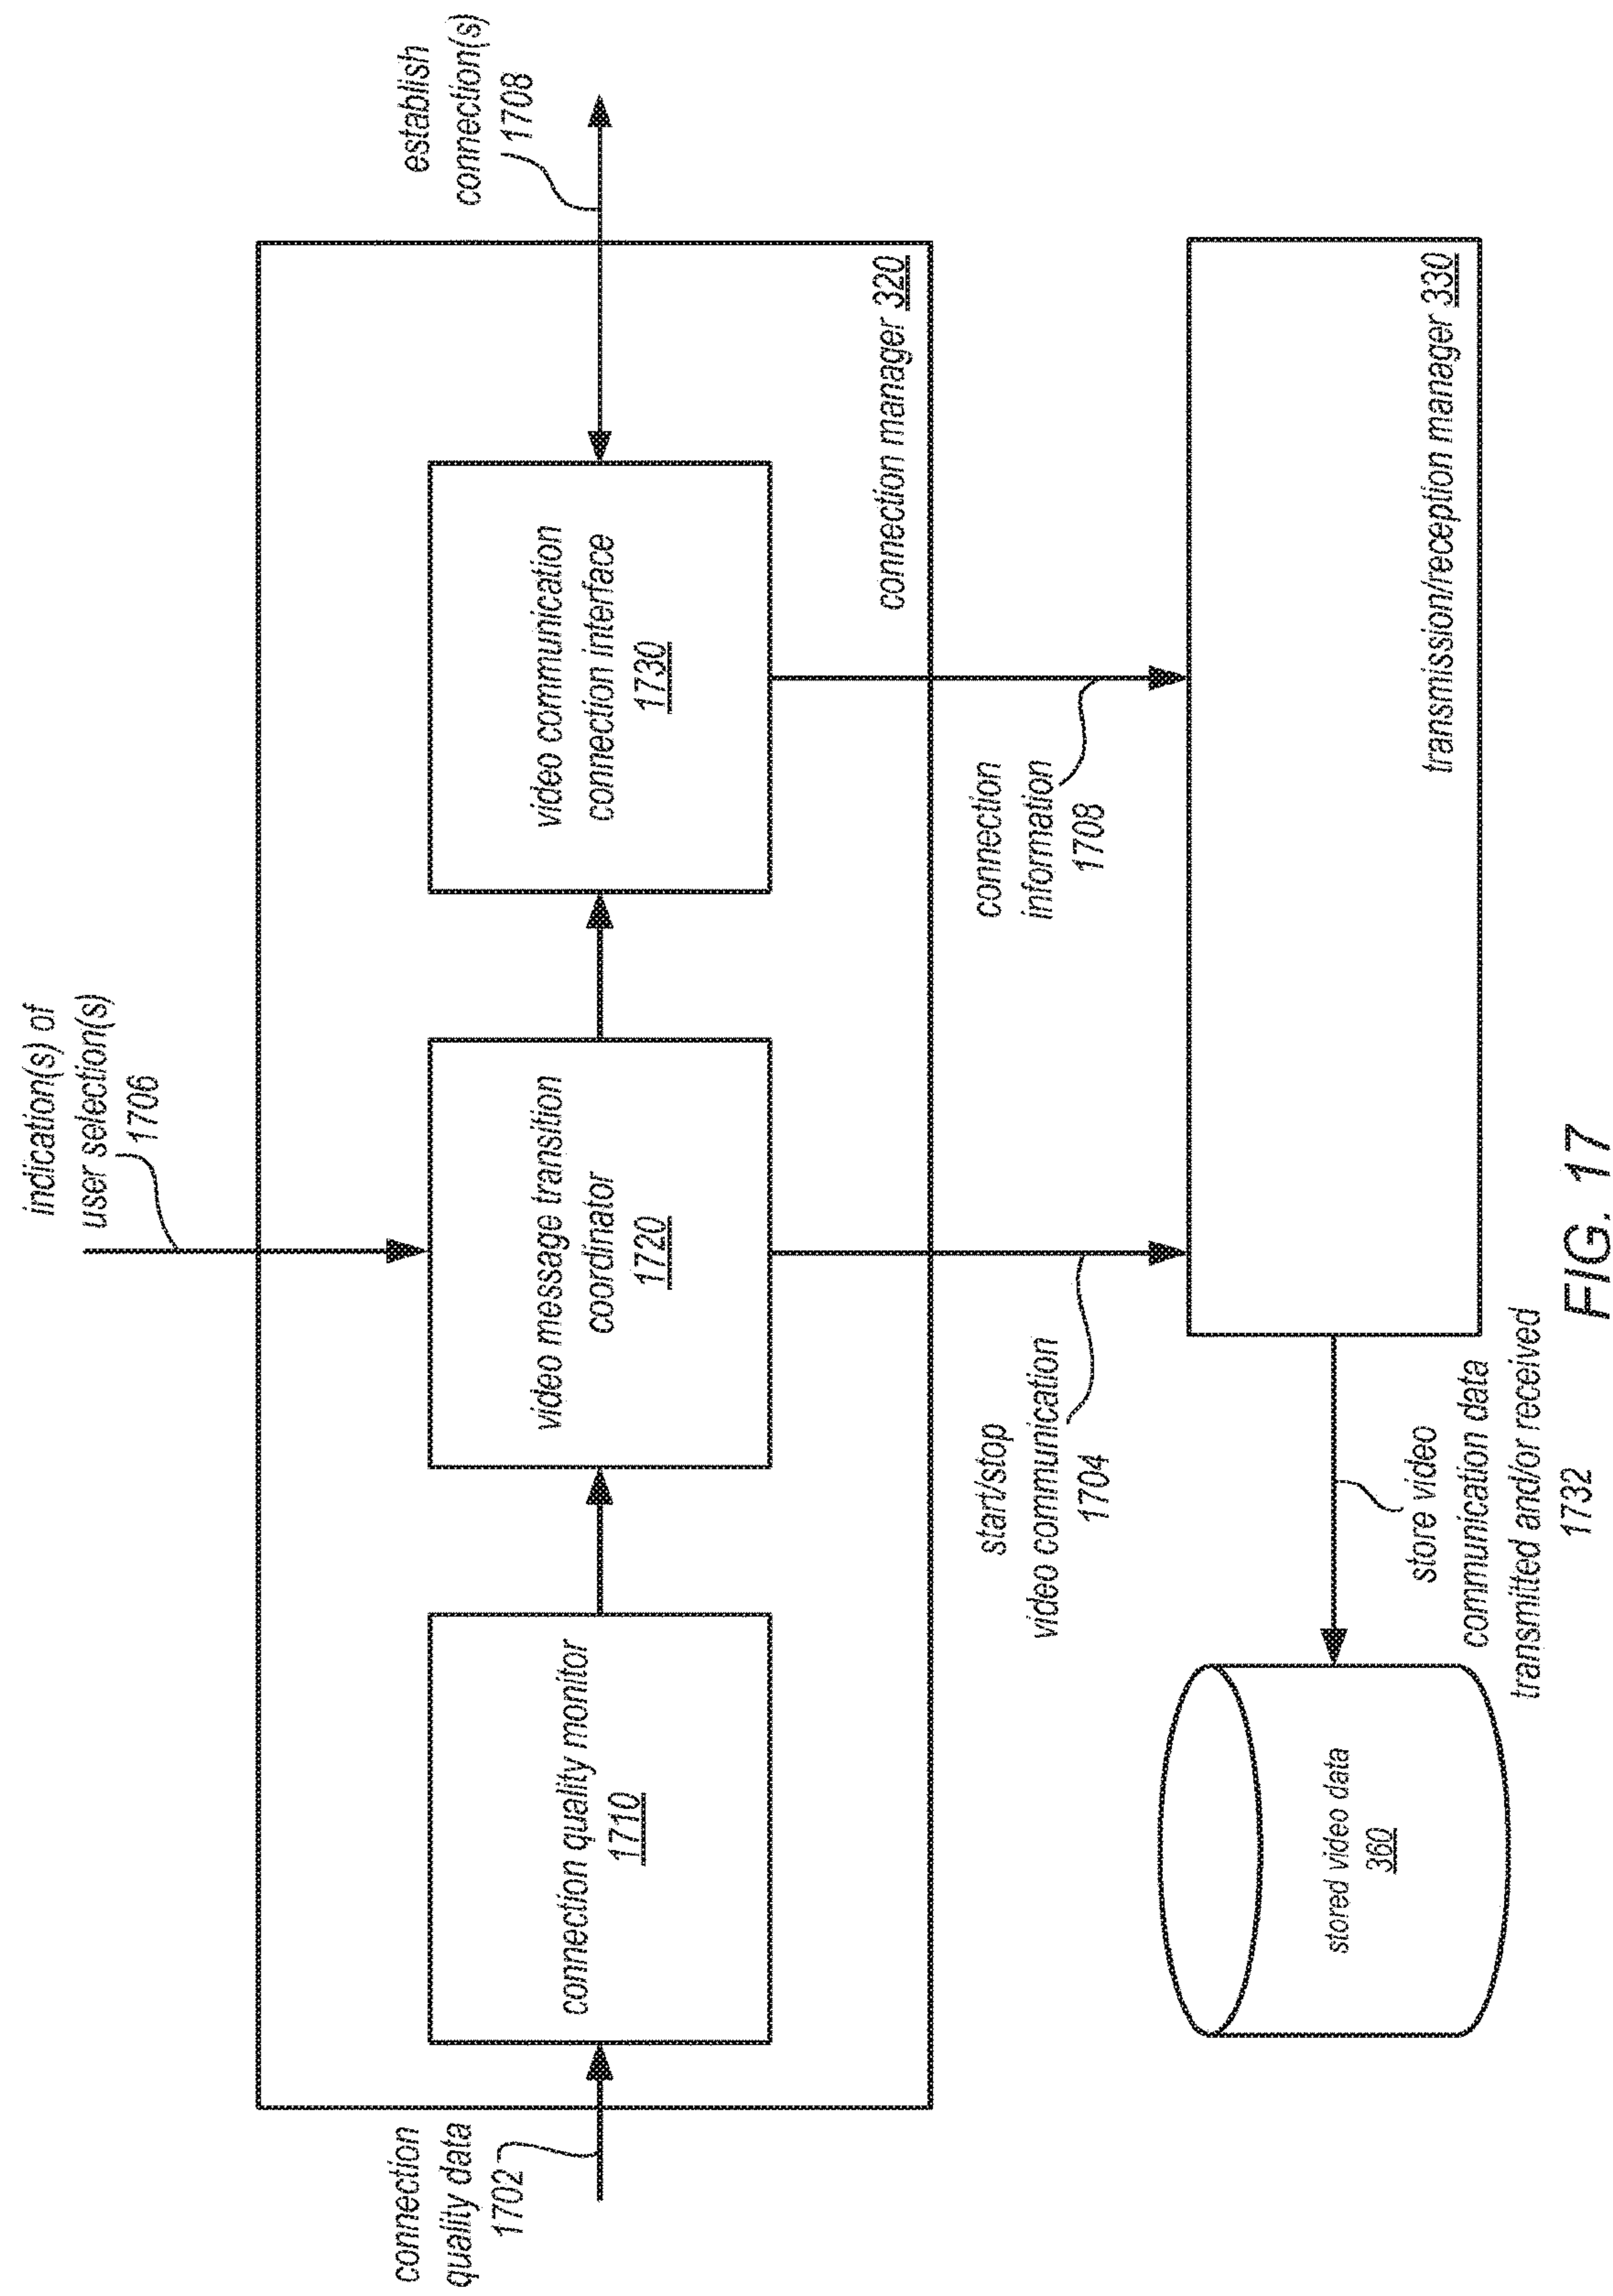 indication(s) of
user selection(s)
1706
establish
connection(s)
1708
connection
quality data
1702
connection quality monitor
1710
video message transition
coordinator
1720
video communication
connection interface
1730
connection manager 320
start/stop
video communication
1704
connection
information
1708
stored video data
360
store video
communication data
transmitted and/or received
1732
transmission/reception manager 330
FIG. 17